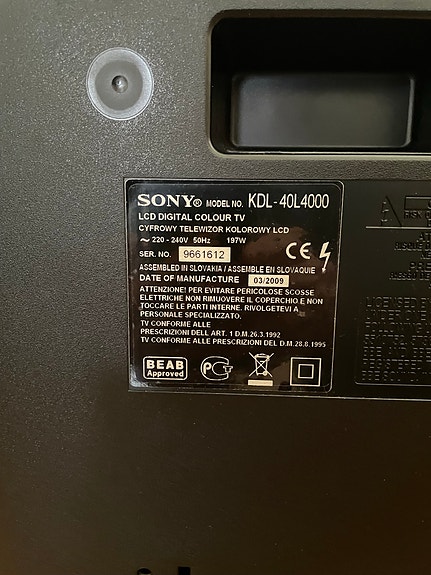 SONY® MODEL NO. KDL-40L4000
LCD DIGITAL COLOUR TV
CYFROWY TELEWIZOR KOLOROWY LCD
~ 220 - 240V 50Hz 197W
SER. NO. 9661612
CE
ASSEMBLED IN SLOVAKIA / ASSEMBLE EN SLOVAQUIE
DATE OF MANUFACTURE 03/2009
ATTENZIONE! PER EVITARE PERICOLOSE SCOSSE
ELETTRICHE NON RIMUOVERE IL COPERCHIO E NON
TOCCARE LE PARTI INTERNE. RIVOLGETEVI A
PERSONALE SPECIALIZZATO.
TV CONFORME ALLE
PRESCRIZIONI DELL ART. 1 D.M.26.3.1992
TV CONFORME ALLE PRESCRIZIONI DEL D.M.28.8.1995
BEAB
Approved
LICENSED